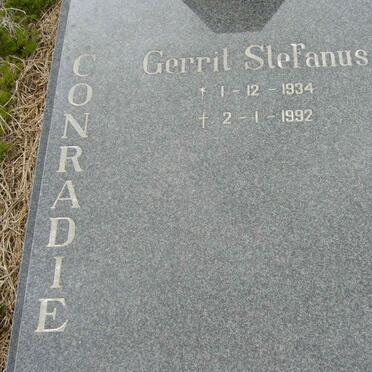 CONRADIE
Gerrit Stefanus
* 1-12-1934
† 2-1-1992